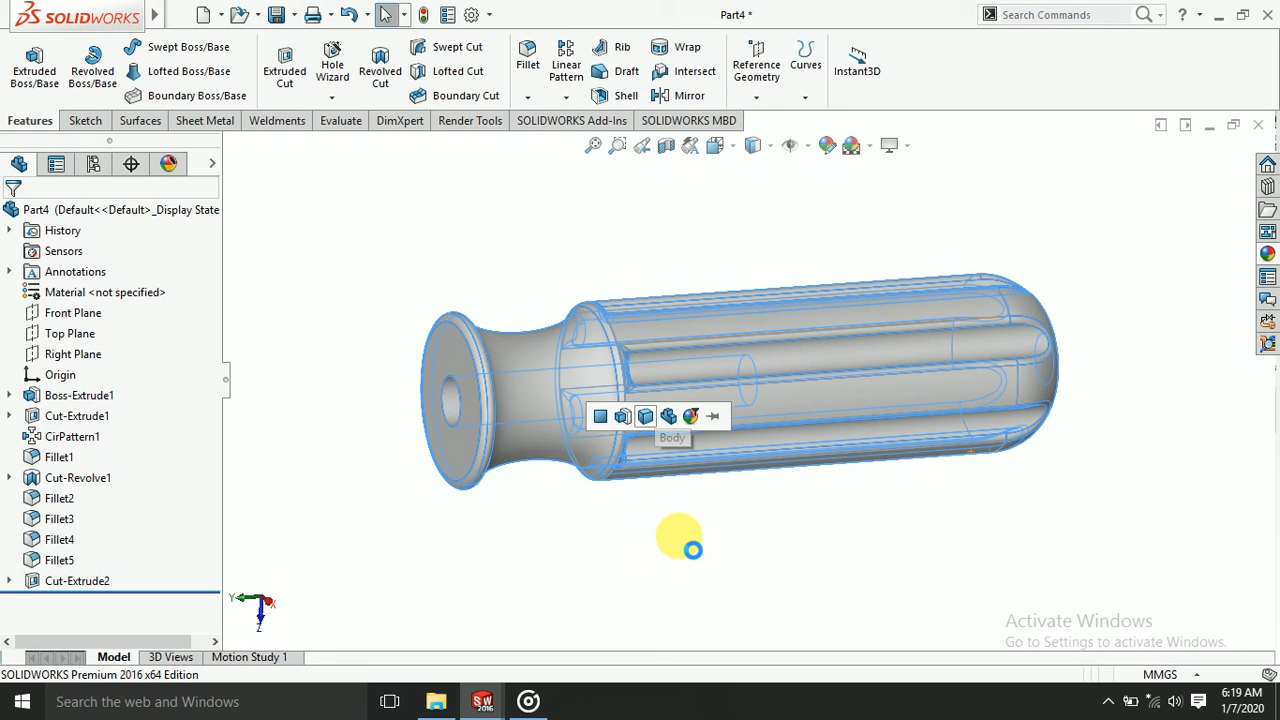 SOLIDWORKS
Part4 *
Search Commands
Extruded Boss/Base
Revolved Boss/Base
Swept Boss/Base
Lofted Boss/Base
Boundary Boss/Base
Extruded Cut
Hole Wizard
Revolved Cut
Swept Cut
Lofted Cut
Boundary Cut
Fillet
Linear Pattern
Rib
Draft
Shell
Wrap
Intersect
Mirror
Reference Geometry
Curves
Instant3D
Features
Sketch
Surfaces
Sheet Metal
Weldments
Evaluate
DimXpert
Render Tools
SOLIDWORKS Add-Ins
SOLIDWORKS MBD
Part4 (Default<<Default>_Display State
History
Sensors
Annotations
Material <not specified>
Front Plane
Top Plane
Right Plane
Origin
Boss-Extrude1
Cut-Extrude1
CirPattern1
Fillet1
Cut-Revolve1
Fillet2
Fillet3
Fillet4
Fillet5
Cut-Extrude2
Body
Y
X
Z
Activate Windows
Go to Settings to activate Windows.
Model
3D Views
Motion Study 1
SOLIDWORKS Premium 2016 x64 Edition
MMGS
Search the web and Windows
SW
2016
6:19 AM
1/7/2020